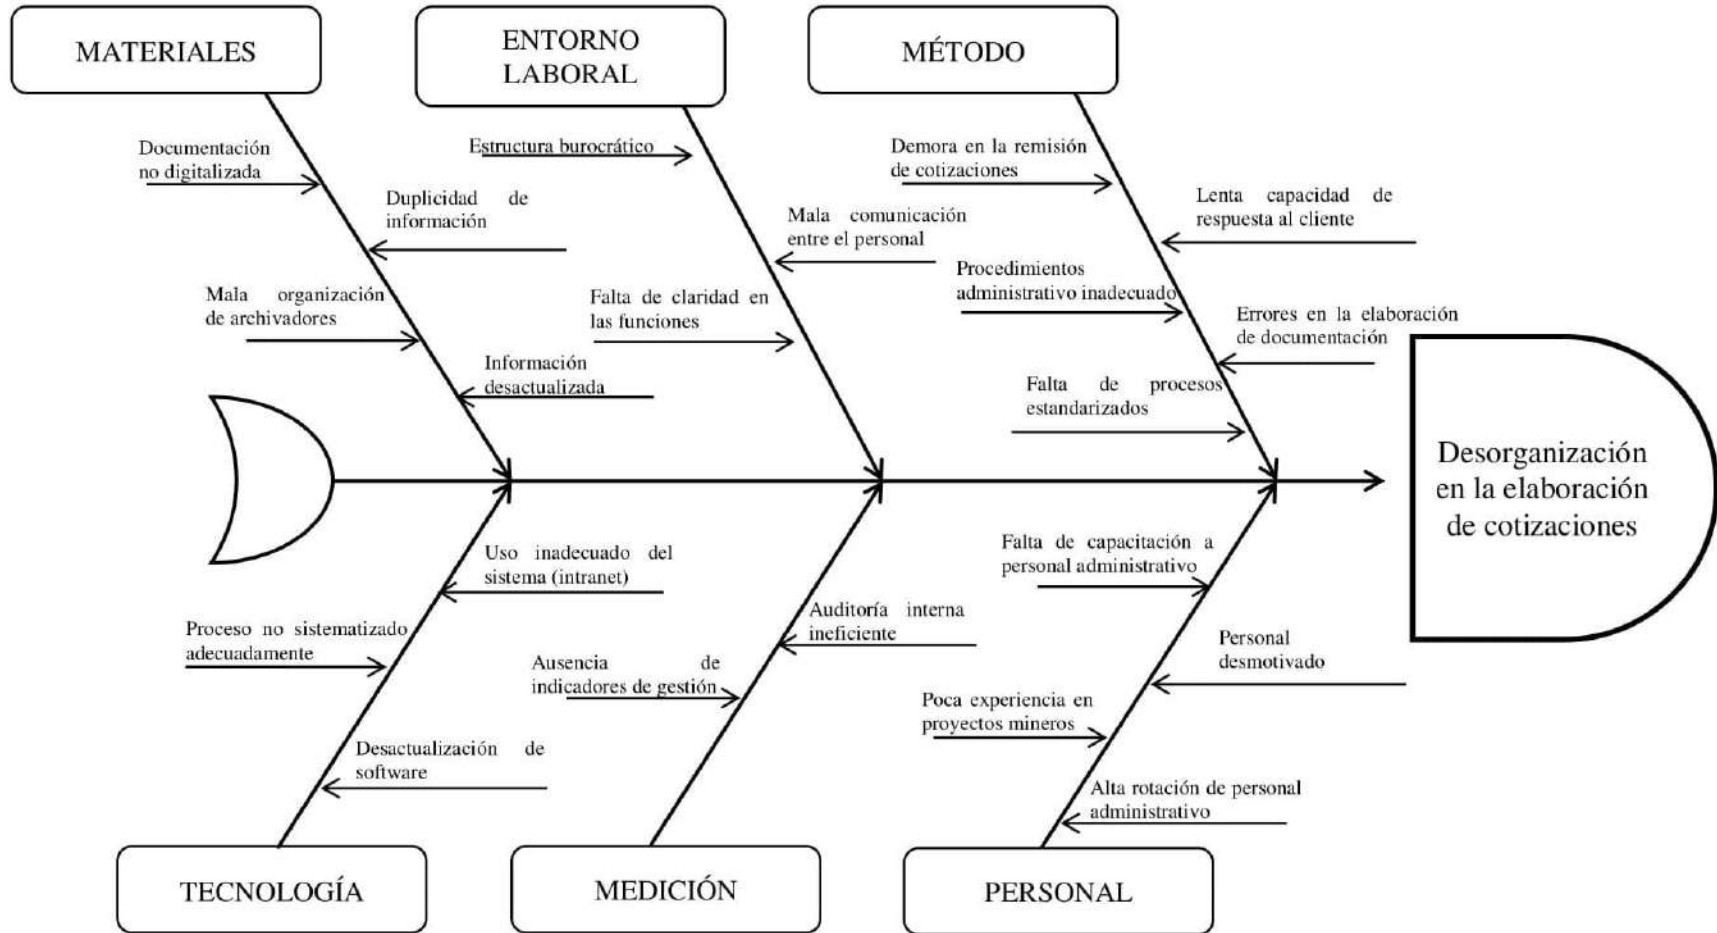 MATERIALES
ENTORNO
LABORAL
MÉTODO
Documentación
no digitalizada
Duplicidad de
información
Mala organización
de archivadores
Información
desactualizada
Estructura burocrático
Mala comunicación
entre el personal
Falta de claridad en
las funciones
Demora en la remisión
de cotizaciones
Lenta capacidad de
respuesta al cliente
Procedimientos
administrativo inadecuado
Errores en la elaboración
de documentación
Falta de procesos
estandarizados
Desorganización
en la elaboración
de cotizaciones
Uso inadecuado del
sistema (intranet)
Proceso no sistematizado
adecuadamente
Desactualización de
software
Auditoría interna
ineficiente
Ausencia de
indicadores de gestión
Falta de capacitación a
personal administrativo
Personal
desmotivado
Poca experiencia en
proyectos mineros
Alta rotación de personal
administrativo
TECNOLOGÍA
MEDICIÓN
PERSONAL